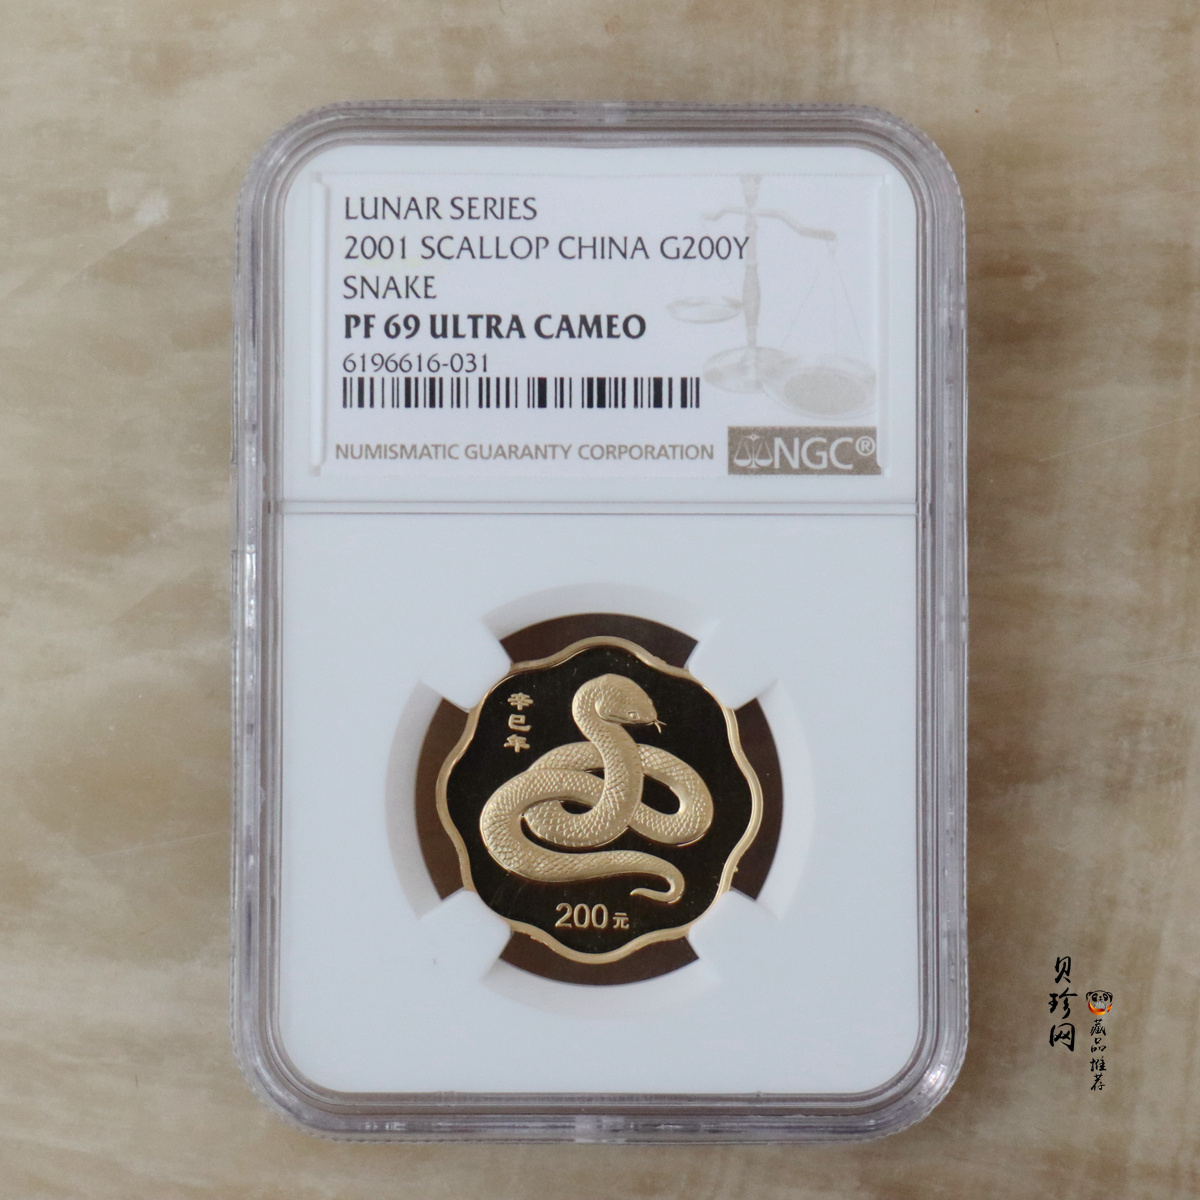 LUNAR SERIES
2001 SCALLOP CHINA G200Y
SNAKE
PF 69 ULTRA CAMEO
6196616-031
NUMISMATIC GUARANTY CORPORATION
NGC®
辛巳年
200元
贝珍网
藏品推荐